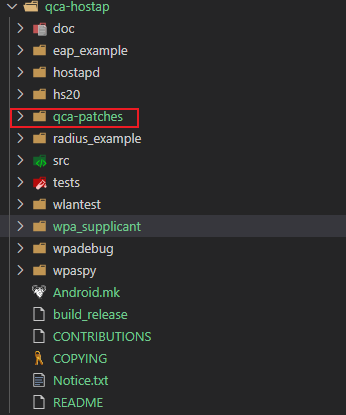 qca-hostap
doc
eap_example
hostapd
hs20
qca-patches
radius_example
src
tests
wlantest
wpa_supplicant
wpadebug
wpaspy
Android.mk
build_release
CONTRIBUTIONS
COPYING
Notice.txt
README